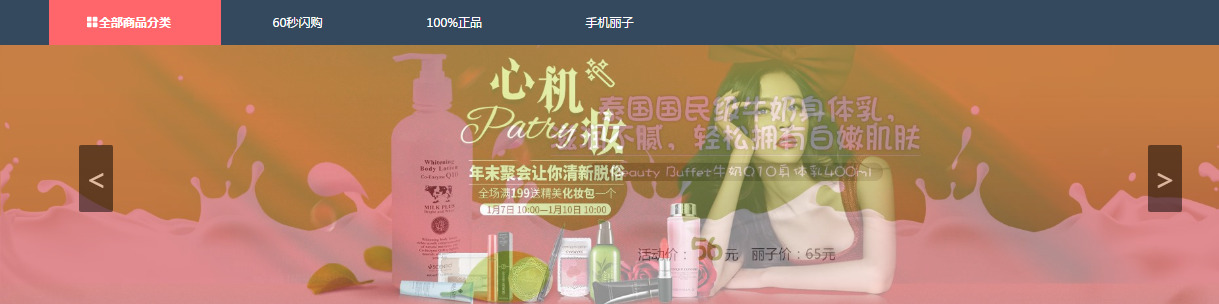 全部商品分类 60秒闪购 100%正品 手机丽子
心机妆
Patry
年末聚会让你清新脱俗
全场满199送精美化妆包一个
1月7日 10:00—1月10日 10:00
泰国国民级牛奶身体乳，
不腻，轻松拥有白嫩肌肤
Beauty Buffet牛奶Q10身体乳400ml
活动价：56元 丽子价：65元
Whitening
Body Lotion
Q10
MILK PLUS
<
>